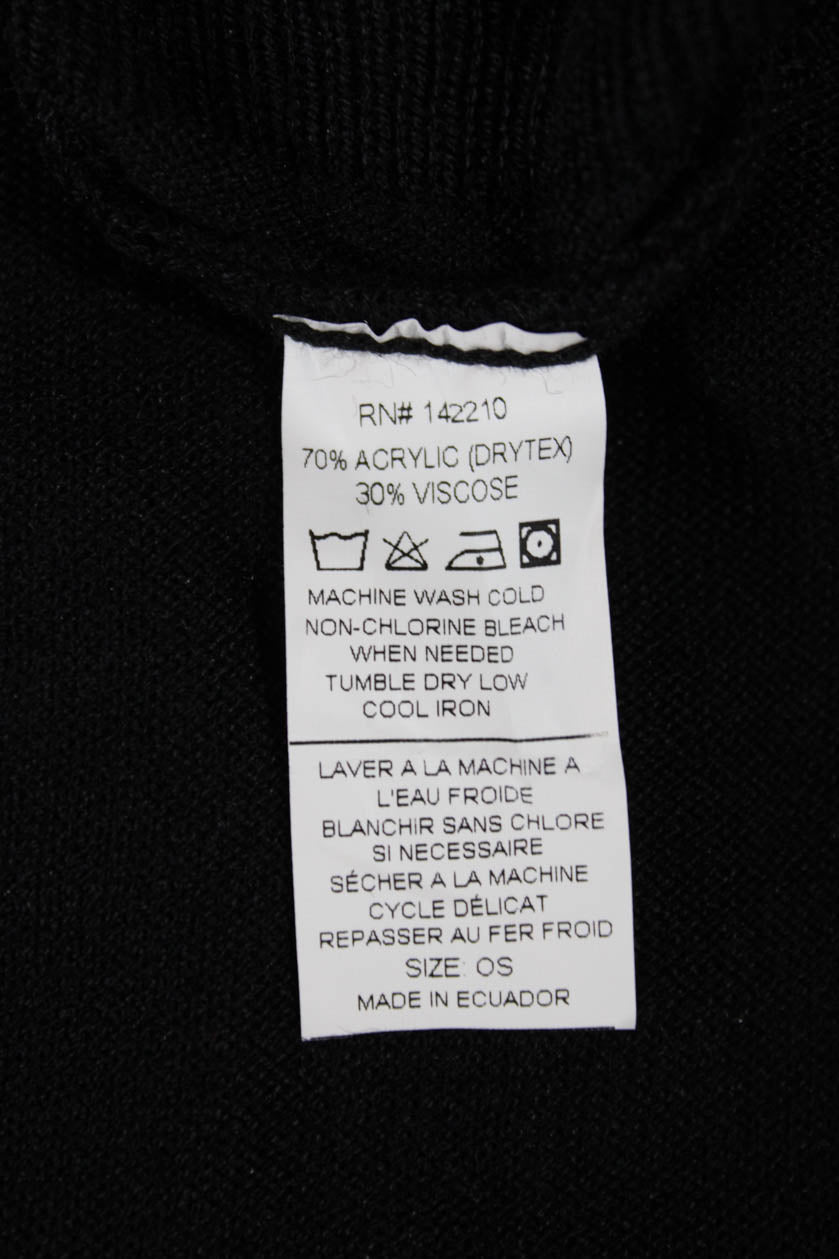 RN# 142210
70% ACRYLIC (DRYTEX)
30% VISCOSE
MACHINE WASH COLD
NON-CHLORINE BLEACH
WHEN NEEDED
TUMBLE DRY LOW
COOL IRON
LAVER A LA MACHINE A
L'EAU FROIDE
BLANCHIR SANS CHLORE
SI NECESSAIRE
SÉCHER A LA MACHINE
CYCLE DÉLICAT
REPASSER AU FER FROID
SIZE: OS
MADE IN ECUADOR